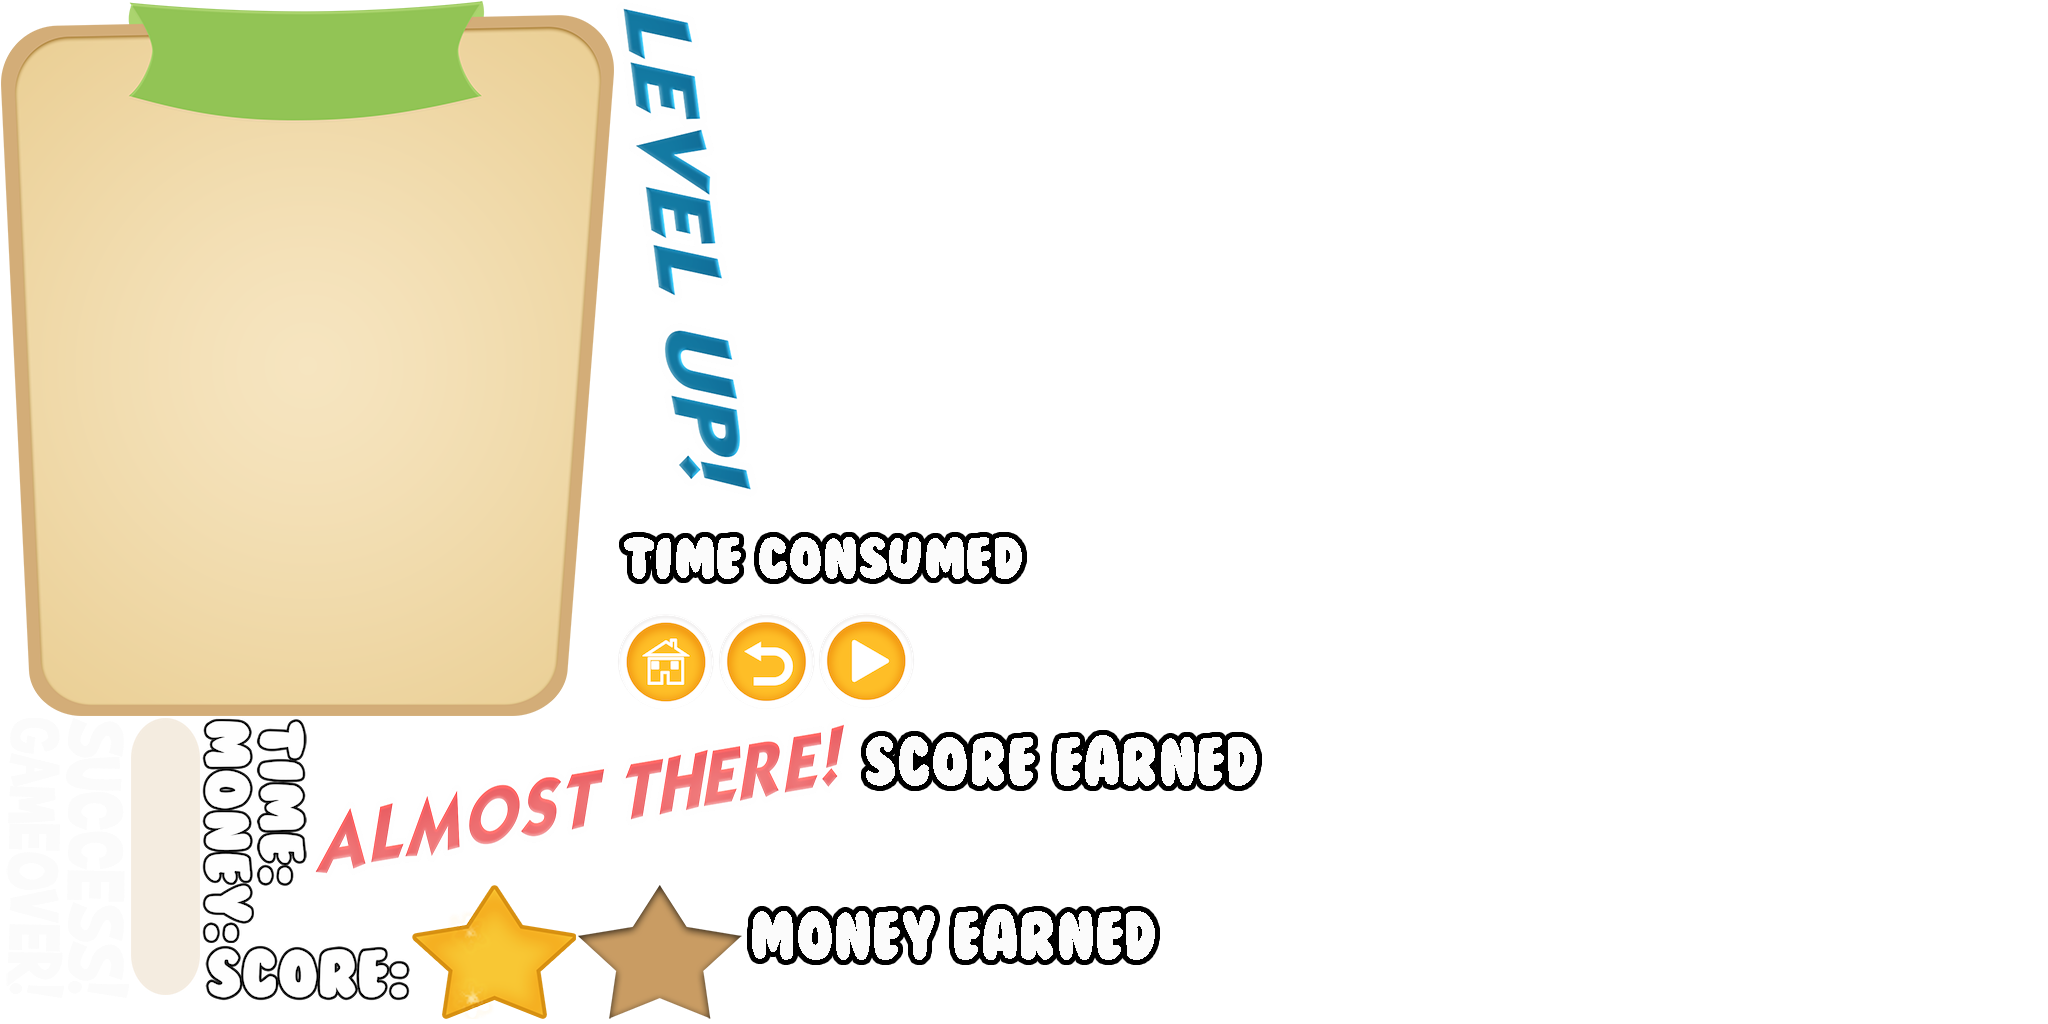 LEVEL UP!
TIME CONSUMED
ALMOST THERE!
SCORE EARNED
MONEY EARNED
GAMEOVER!
SUCCESS!
MONEY:
TIME:
SCORE: